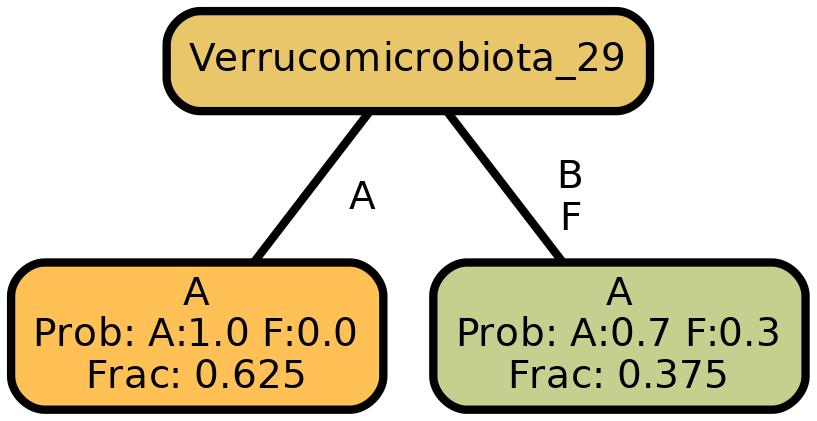 Verrucomicrobiota_29
A
B
F
A
Prob: A:1.0 F:0.0
Frac: 0.625
A
Prob: A:0.7 F:0.3
Frac: 0.375